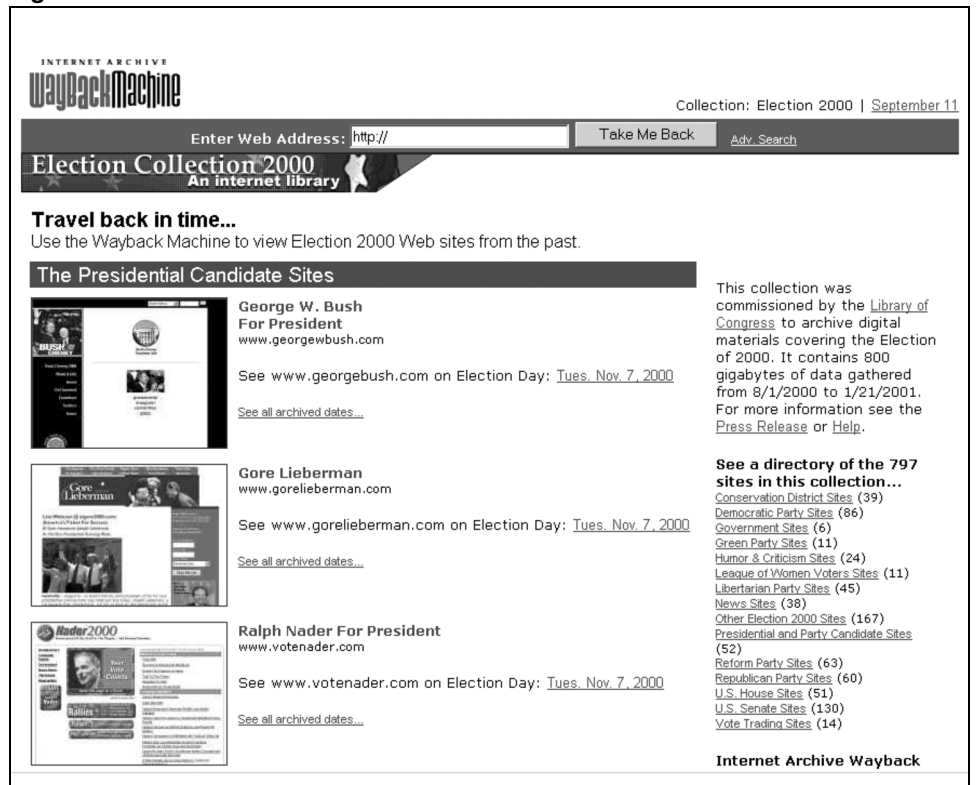 INTERNET ARCHIVE
WayBackMachine
Collection: Election 2000 | September 11
Enter Web Address: http:// Take Me Back Adv. Search
Election Collection 2000
An internet library
Travel back in time...
Use the Wayback Machine to view Election 2000 Web sites from the past.
The Presidential Candidate Sites
BUSH
CHENEY
George W. Bush
For President
www.georgewbush.com
See www.georgebush.com on Election Day: Tues. Nov. 7, 2000
See all archived dates...
Gore
Lieberman
Gore Lieberman
www.gorelieberman.com
See www.gorelieberman.com on Election Day: Tues. Nov. 7, 2000
See all archived dates...
Nader2000
Your
Vote
Counts
Rallies
Ralph Nader For President
www.votenader.com
See www.votenader.com on Election Day: Tues. Nov. 7, 2000
See all archived dates...
This collection was
commissioned by the Library of
Congress to archive digital
materials covering the Election
of 2000. It contains 800
gigabytes of data gathered
from 8/1/2000 to 1/21/2001.
For more information see the
Press Release or Help.
See a directory of the 797
sites in this collection...
Conservation District Sites (39)
Democratic Party Sites (86)
Government Sites (6)
Green Party Sites (11)
Humor & Criticism Sites (24)
League of Women Voters Sites (11)
Libertarian Party Sites (45)
News Sites (38)
Other Election 2000 Sites (167)
Presidential and Party Candidate Sites
(52)
Reform Party Sites (63)
Republican Party Sites (60)
U.S. House Sites (51)
U.S. Senate Sites (130)
Vote Trading Sites (14)
Internet Archive Wayback